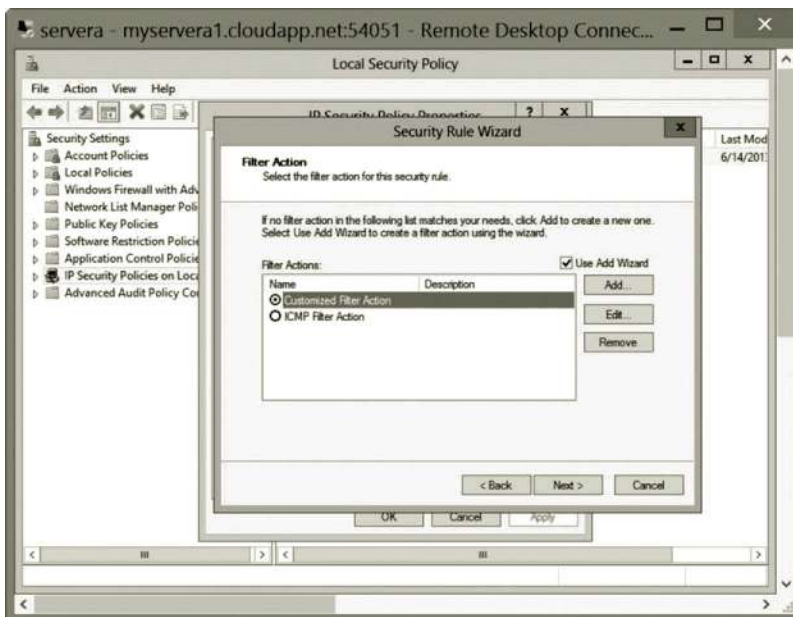 servera - myservera1.cloudapp.net:54051 - Remote Desktop Connec...
Local Security Policy
File Action View Help
IP Security Policy Properties ? X
Security Rule Wizard
Security Settings
Account Policies
Local Policies
Windows Firewall with Adv
Network List Manager Poli
Public Key Policies
Software Restriction Policie
Application Control Policie
IP Security Policies on Loca
Advanced Audit Policy Co
Last Mod
6/14/201
Filter Action
Select the filter action for this security rule.
If no filter action in the following list matches your needs, click Add to create a new one.
Select Use Add Wizard to create a filter action using the wizard.
Filter Actions:
Use Add Wizard
Name Description
Customized Filter Action
ICMP Filter Action
Add...
Edit...
Remove
< Back Next > Cancel
OK Cancel Apply